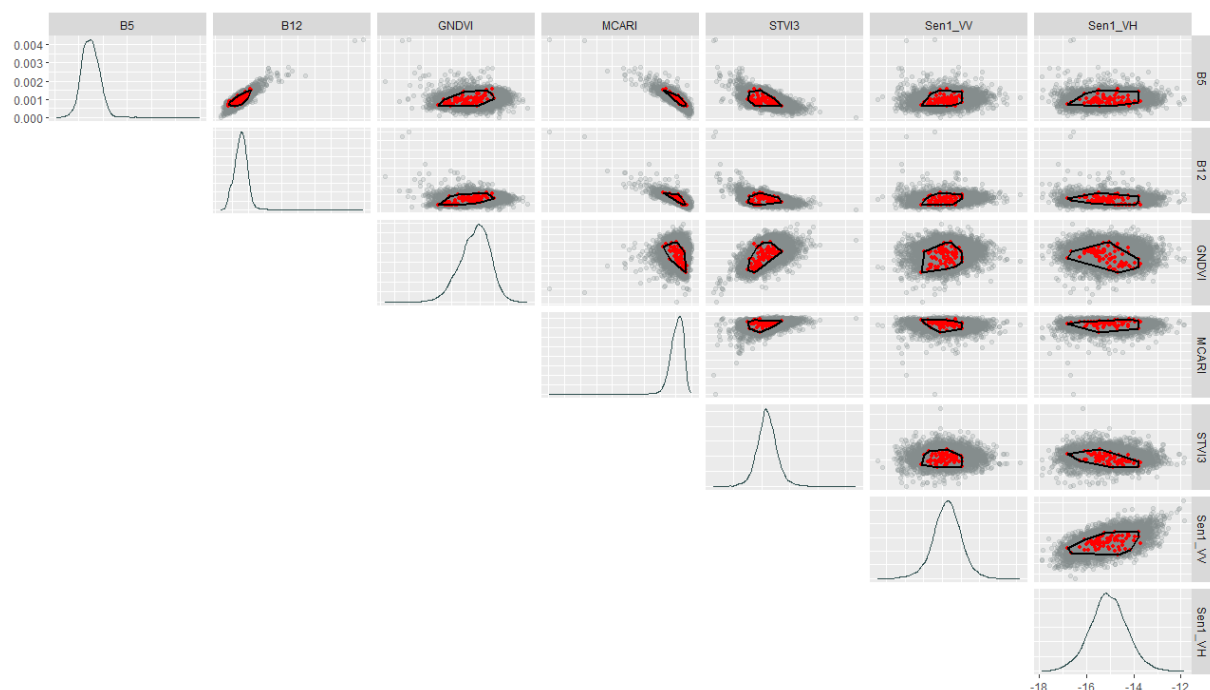 B5 B12 GNDVI MCARI STVI3 Sen1_VV Sen1_VH
0.004
0.003
0.002
0.001
0.000
B5
B12
GNDVI
MCARI
STVI3
Sen1_VV
Sen1_VH
-18 -16 -14 -12